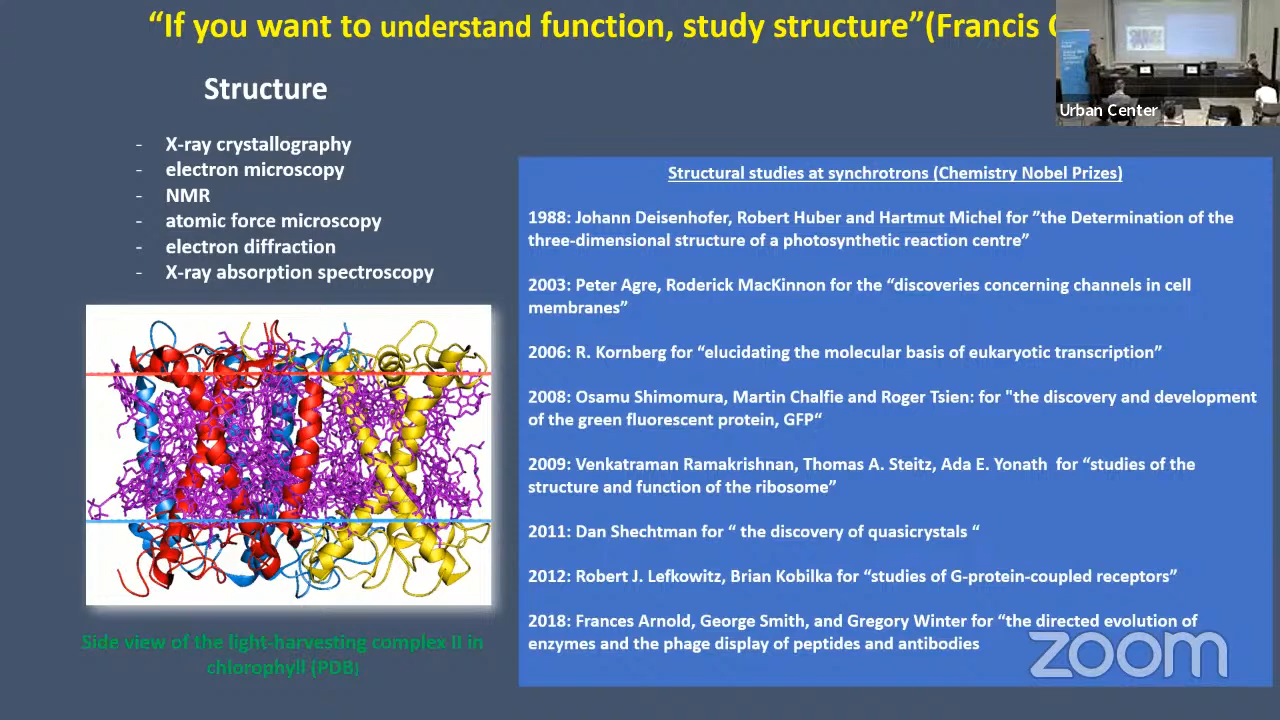 “If you want to understand function, study structure”(Francis
Structure
- X-ray crystallography
- electron microscopy
- NMR
- atomic force microscopy
- electron diffraction
- X-ray absorption spectroscopy
Side view of the light-harvesting complex II in
chlorophyll (PDB)
Urban Center
Structural studies at synchrotrons (Chemistry Nobel Prizes)
1988: Johann Deisenhofer, Robert Huber and Hartmut Michel for ”the Determination of the
three-dimensional structure of a photosynthetic reaction centre”
2003: Peter Agre, Roderick MacKinnon for the “discoveries concerning channels in cell
membranes”
2006: R. Kornberg for “elucidating the molecular basis of eukaryotic transcription”
2008: Osamu Shimomura, Martin Chalfie and Roger Tsien: for "the discovery and development
of the green fluorescent protein, GFP“
2009: Venkatraman Ramakrishnan, Thomas A. Steitz, Ada E. Yonath for “studies of the
structure and function of the ribosome”
2011: Dan Shechtman for “ the discovery of quasicrystals “
2012: Robert J. Lefkowitz, Brian Kobilka for “studies of G-protein-coupled receptors”
2018: Frances Arnold, George Smith, and Gregory Winter for “the directed evolution of
enzymes and the phage display of peptides and antibodies
zoom